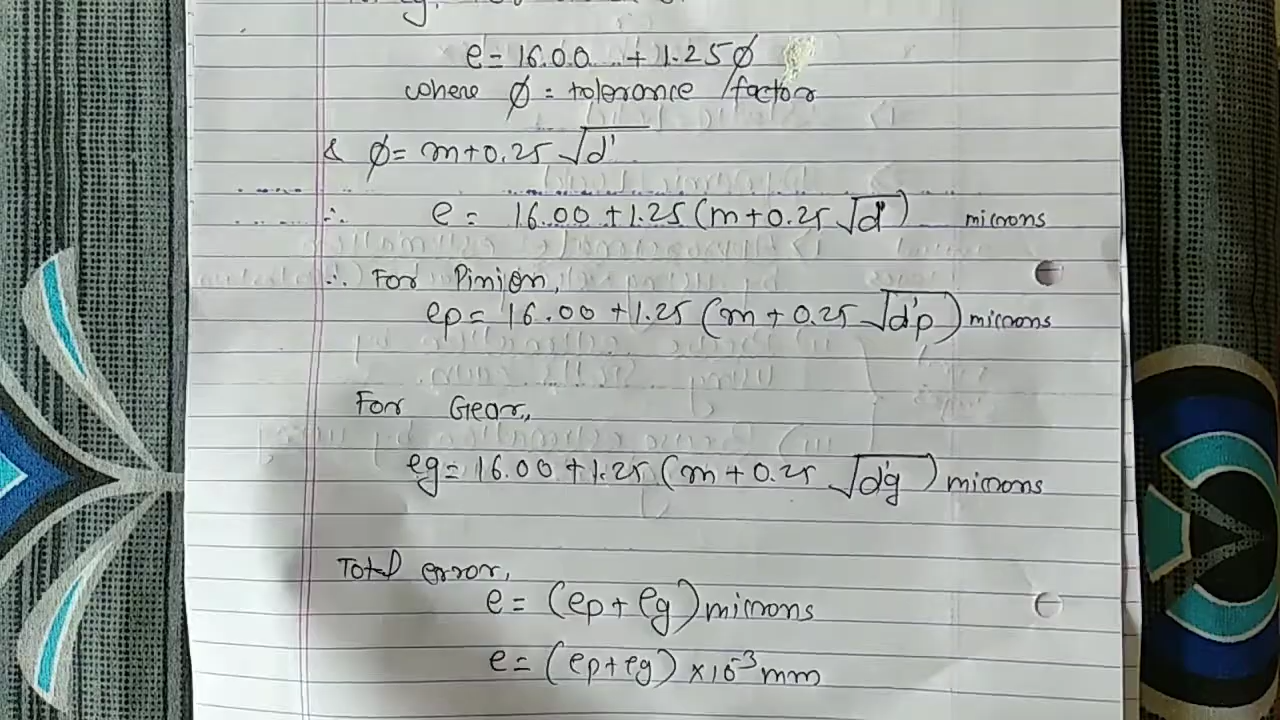 e = 16.00 + 1.25ϕ
where ϕ = tolerance factor
& ϕ = m+0.25 √d'
∴ e = 16.00 + 1.25 (m+0.25 √d') microns
∴ For Pinion,
ep = 16.00 + 1.25 (m + 0.25 √d'p) microns
For Gear,
eg = 16.00 + 1.25 (m + 0.25 √d'g) microns
Total error,
e = (ep + eg) microns
e = (ep+eg) ×10⁻³ mm